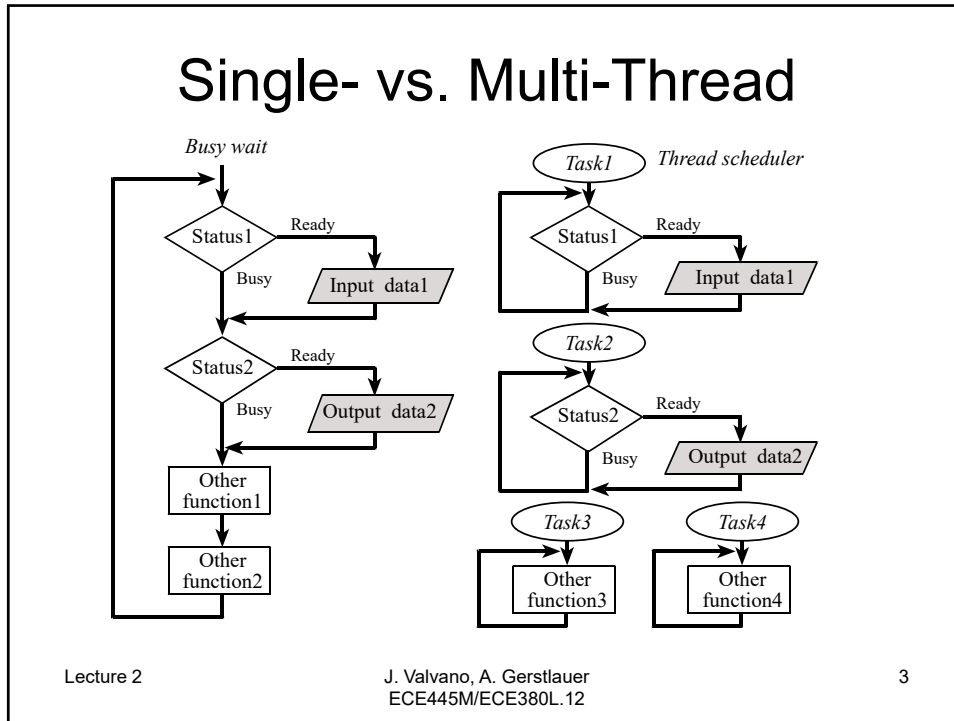 Single- vs. Multi-Thread
Busy wait
Status1
Ready
Busy
Input data1
Status2
Ready
Busy
Output data2
Other
function1
Other
function2
Task1
Thread scheduler
Status1
Ready
Busy
Input data1
Task2
Status2
Ready
Busy
Output data2
Task3
Other
function3
Task4
Other
function4
Lecture 2
J. Valvano, A. Gerstlauer
ECE445M/ECE380L.12
3